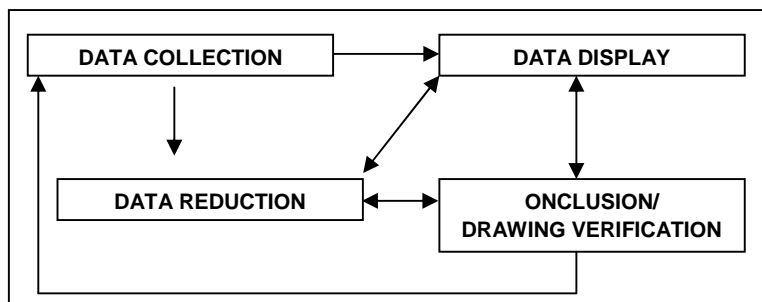 DATA COLLECTION
DATA DISPLAY
DATA REDUCTION
ONCLUSION/
DRAWING VERIFICATION